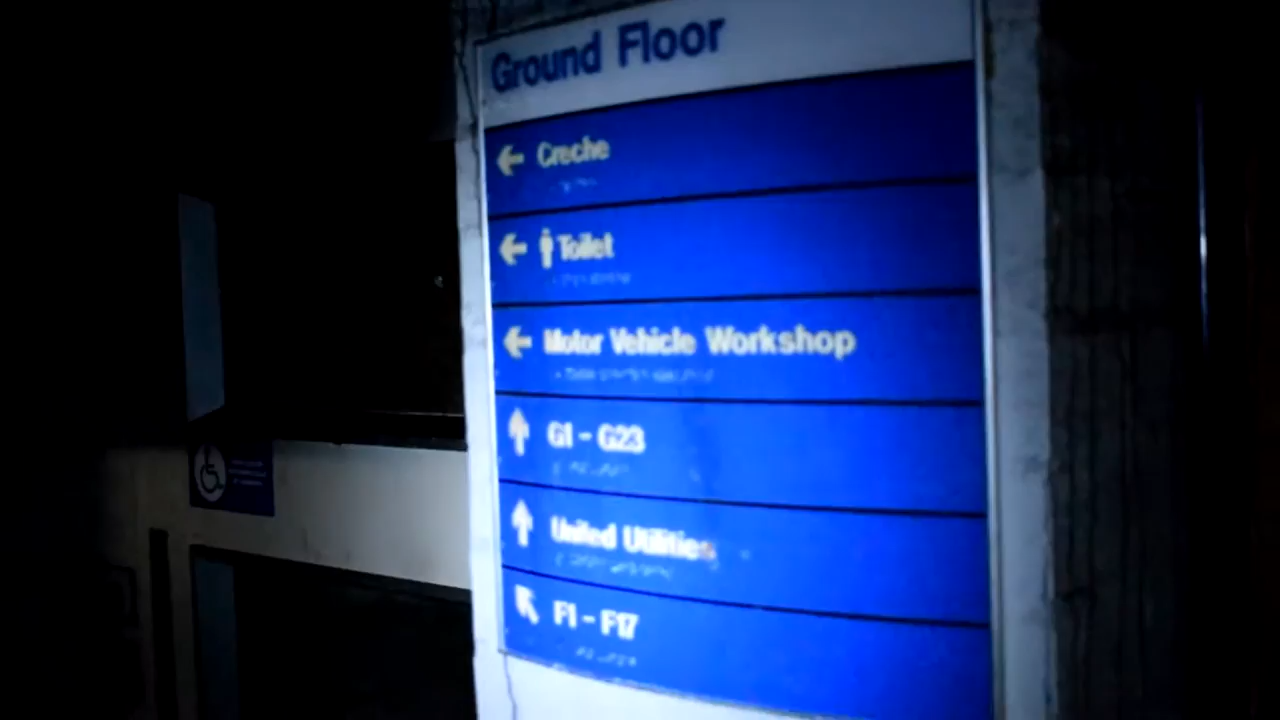 Ground Floor
← Creche
← Toilet
← Motor Vehicle Workshop
↑ G1 - G23
↑ United Utilities
↖ F1 - F17